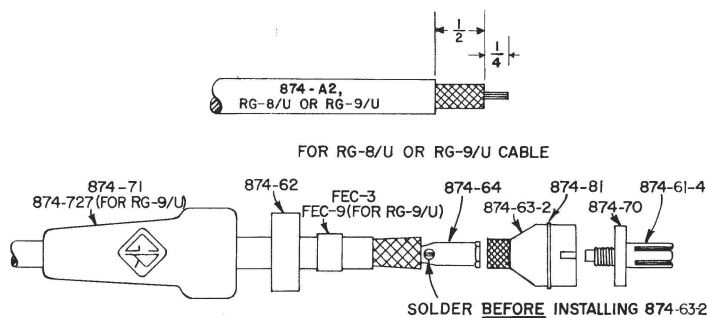 1/2
1/4
874-A2,
RG-8/U OR RG-9/U
FOR RG-8/U OR RG-9/U CABLE
874-71
874-727(FOR RG-9/U)
874-62
FEC-3
FEC-9(FOR RG-9/U)
874-64
874-63-2
874-81
874-70
874-61-4
SOLDER BEFORE INSTALLING 874-63-2